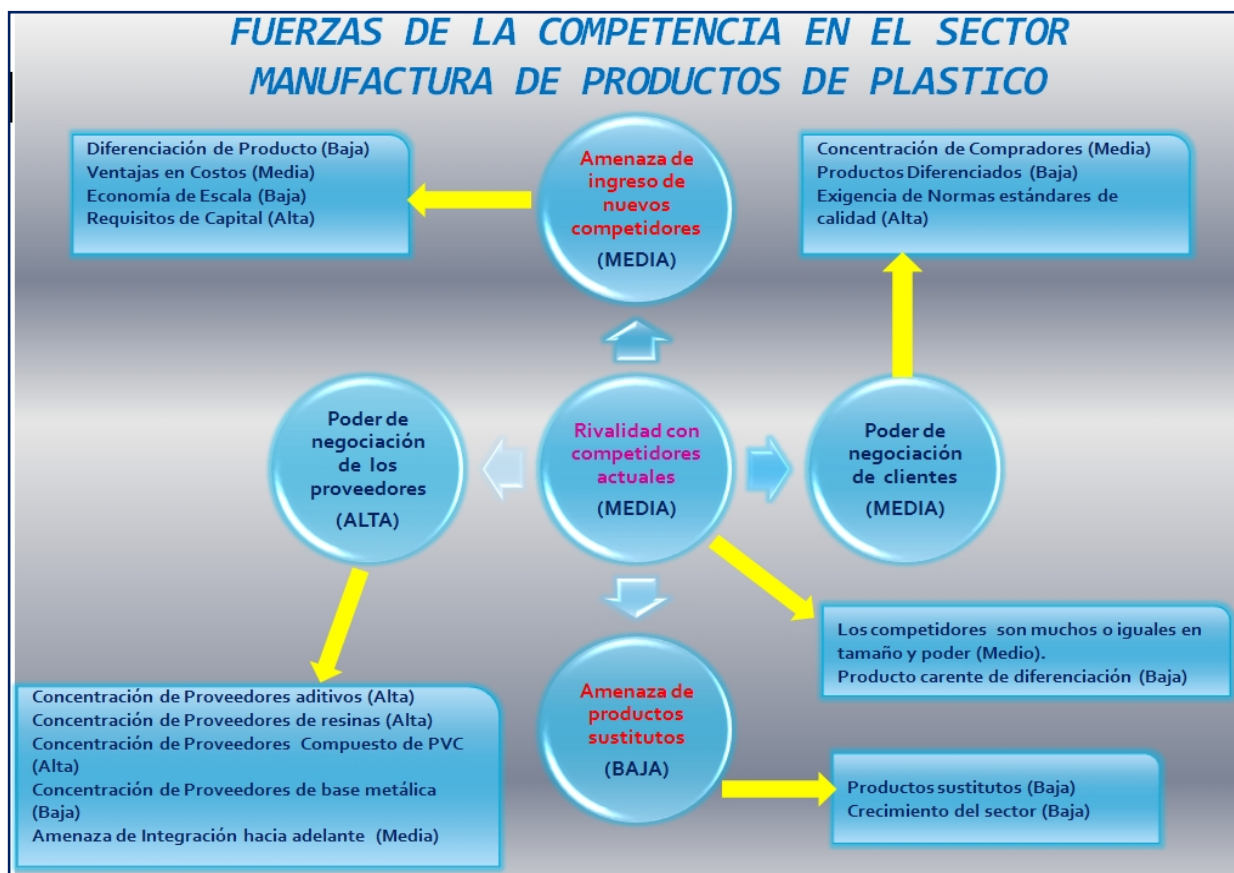 FUERZAS DE LA COMPETENCIA EN EL SECTOR
MANUFACTURA DE PRODUCTOS DE PLASTICO
Diferenciación de Producto (Baja)
Ventajas en Costos (Media)
Economía de Escala (Baja)
Requisitos de Capital (Alta)
Amenaza de
ingreso de
nuevos
competidores
(MEDIA)
Concentración de Compradores (Media)
Productos Diferenciados (Baja)
Exigencia de Normas estándares de
calidad (Alta)
Poder de
negociación
de los
proveedores
(ALTA)
Rivalidad con
competidores
actuales
(MEDIA)
Poder de
negociación
de clientes
(MEDIA)
Los competidores son muchos o iguales en
tamaño y poder (Medio).
Producto carente de diferenciación (Baja)
Concentración de Proveedores aditivos (Alta)
Concentración de Proveedores de resinas (Alta)
Concentración de Proveedores Compuesto de PVC
(Alta)
Concentración de Proveedores de base metálica
(Baja)
Amenaza de Integración hacia adelante (Media)
Amenaza de
productos
sustitutos
(BAJA)
Productos sustitutos (Baja)
Crecimiento del sector (Baja)